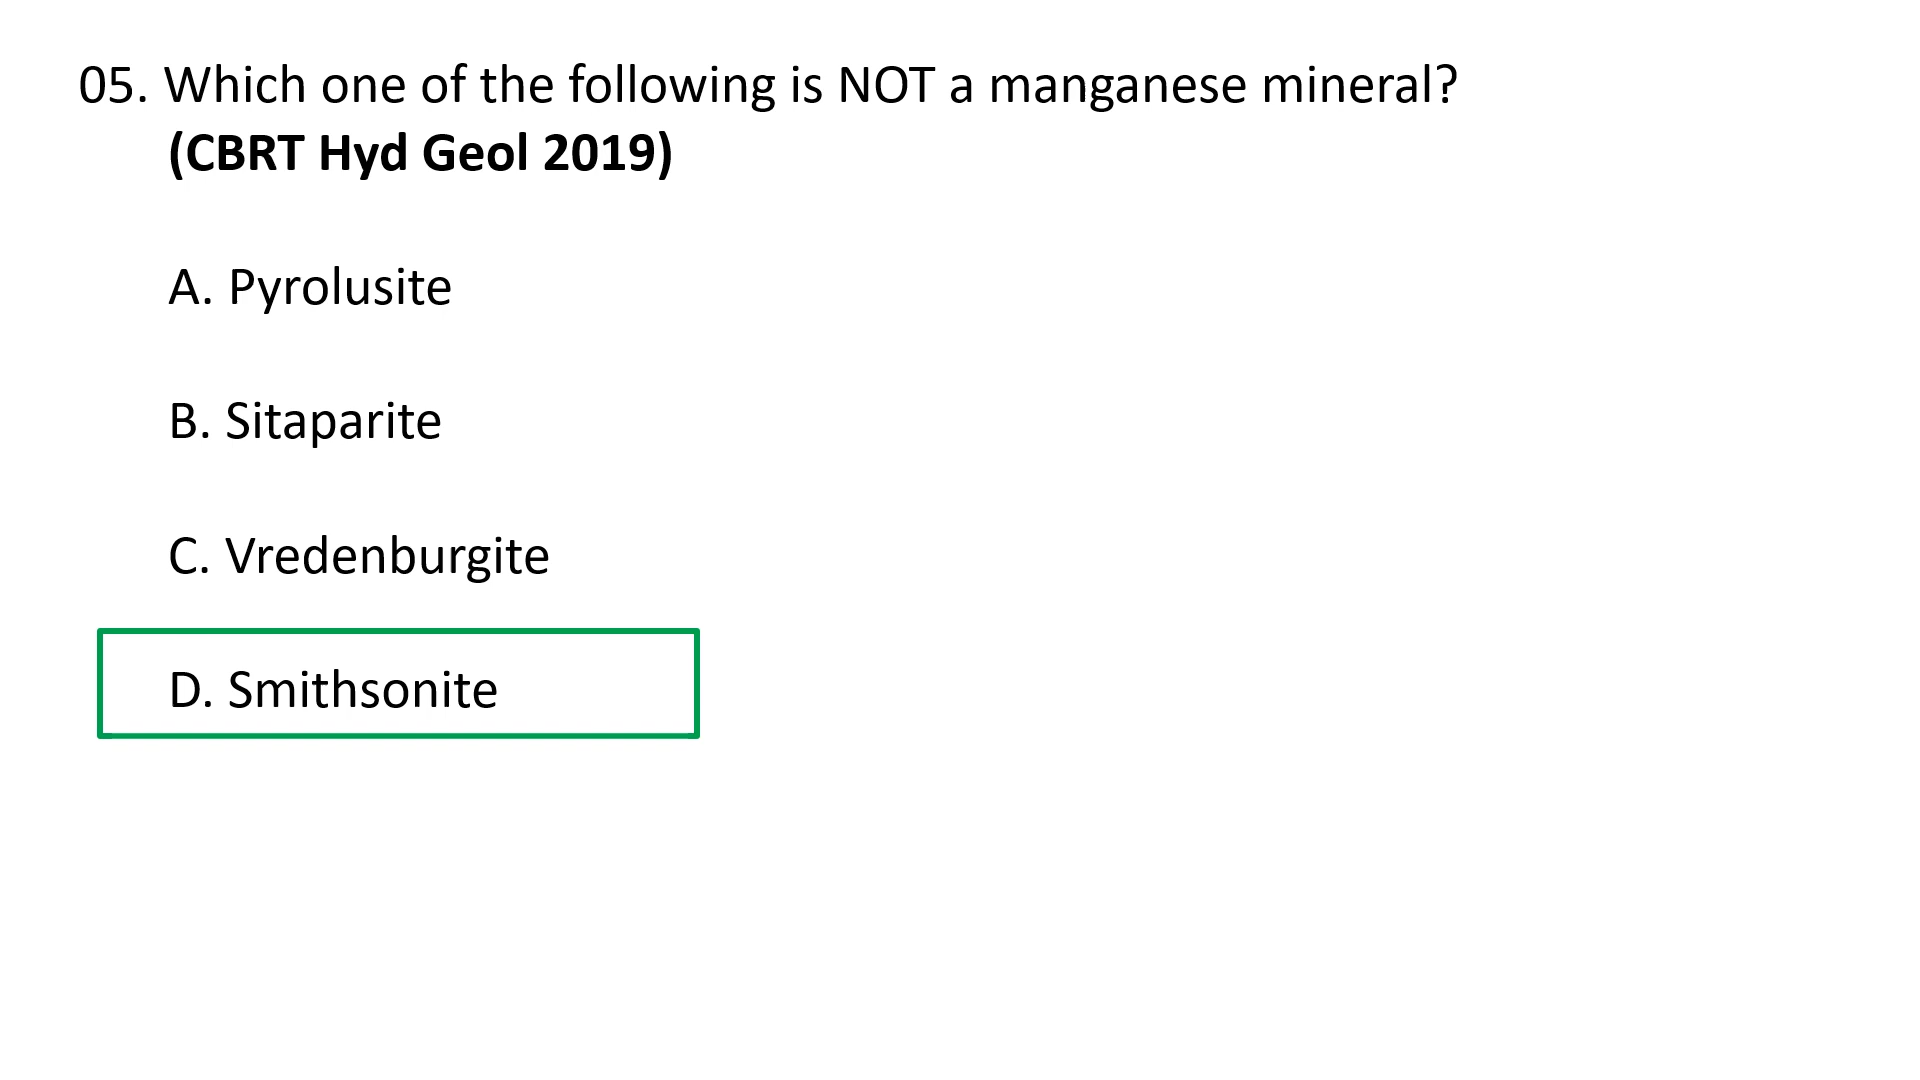 05. Which one of the following is NOT a manganese mineral?
(CBRT Hyd Geol 2019)
A. Pyrolusite
B. Sitaparite
C. Vredenburgite
D. Smithsonite